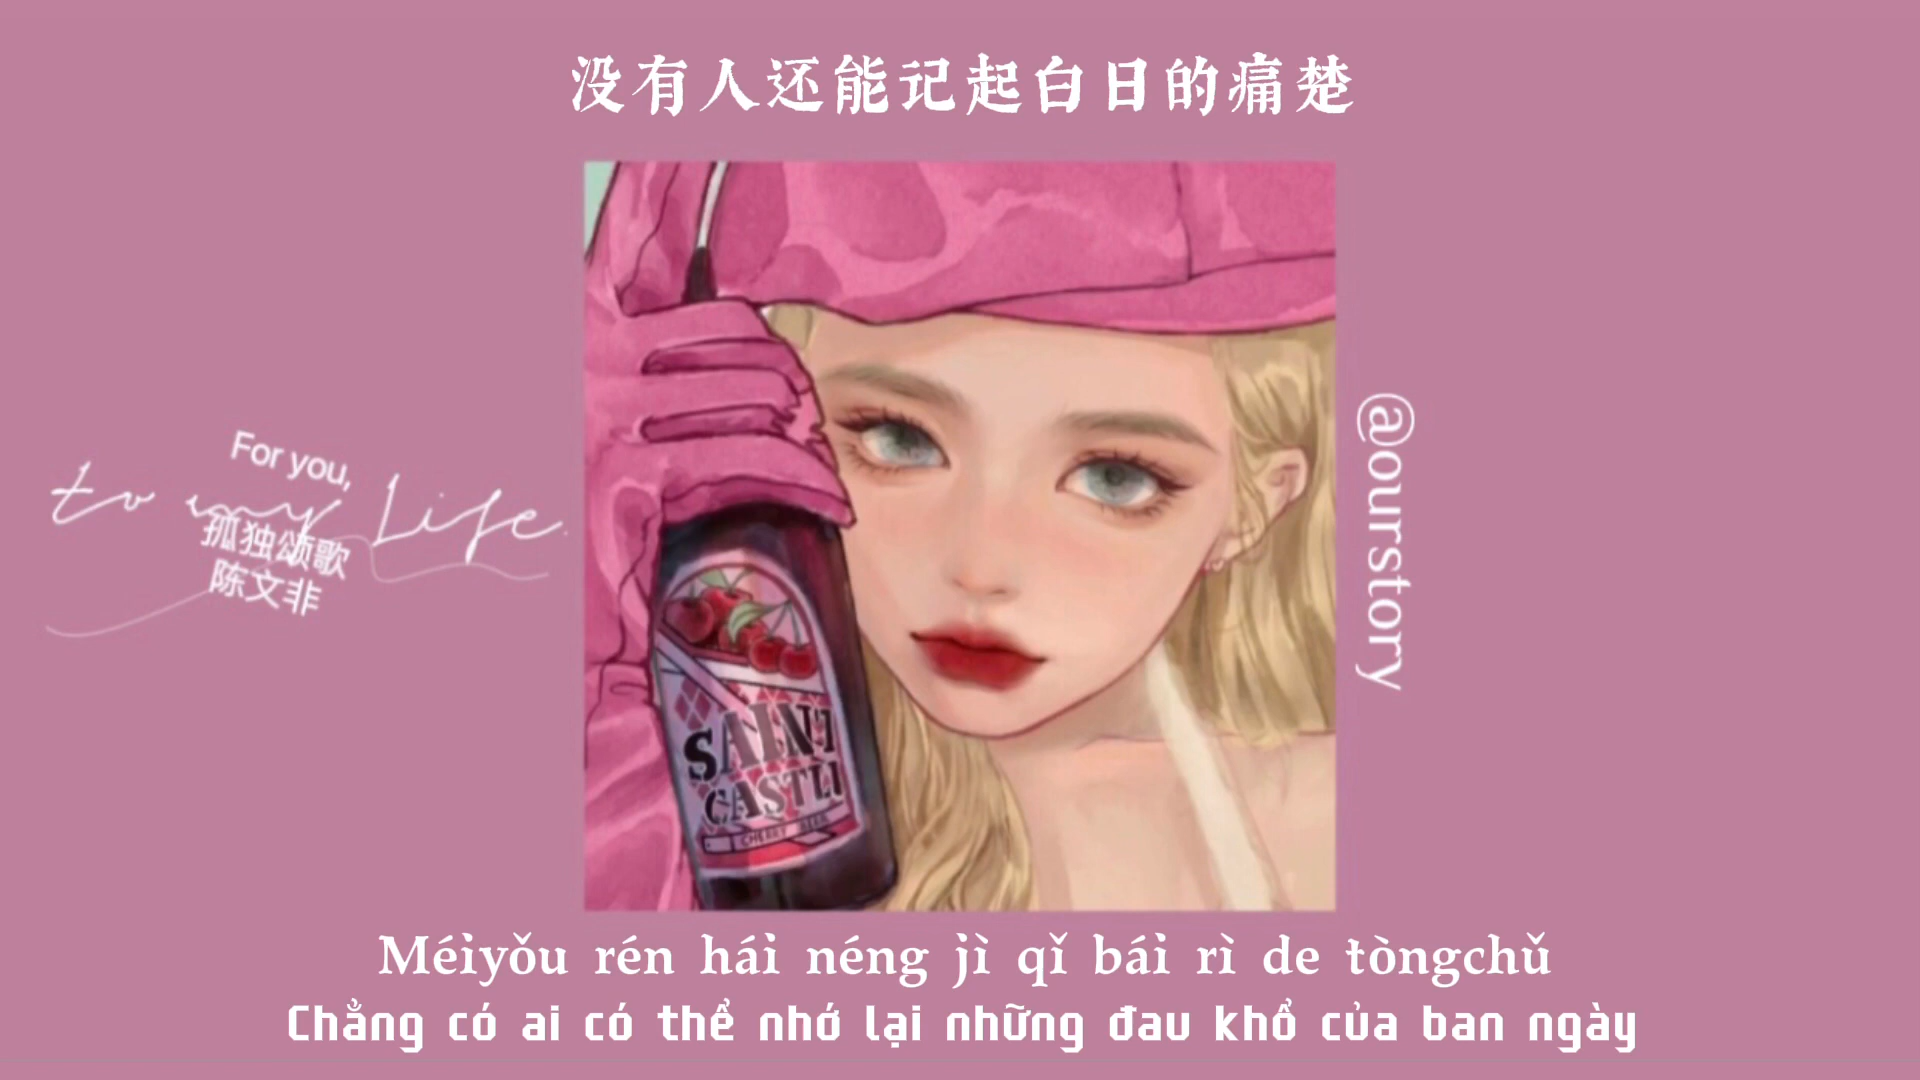 没有人还能记起白日的痛楚
For you,
to my Life.
孤独颂歌
陈文非
@ourstory
SAINT
CASTLE
CHERRY BEER
Méiyǒu rén hái néng jì qǐ bái rì de tòngchǔ
Chẳng có ai có thể nhớ lại những đau khổ của ban ngày